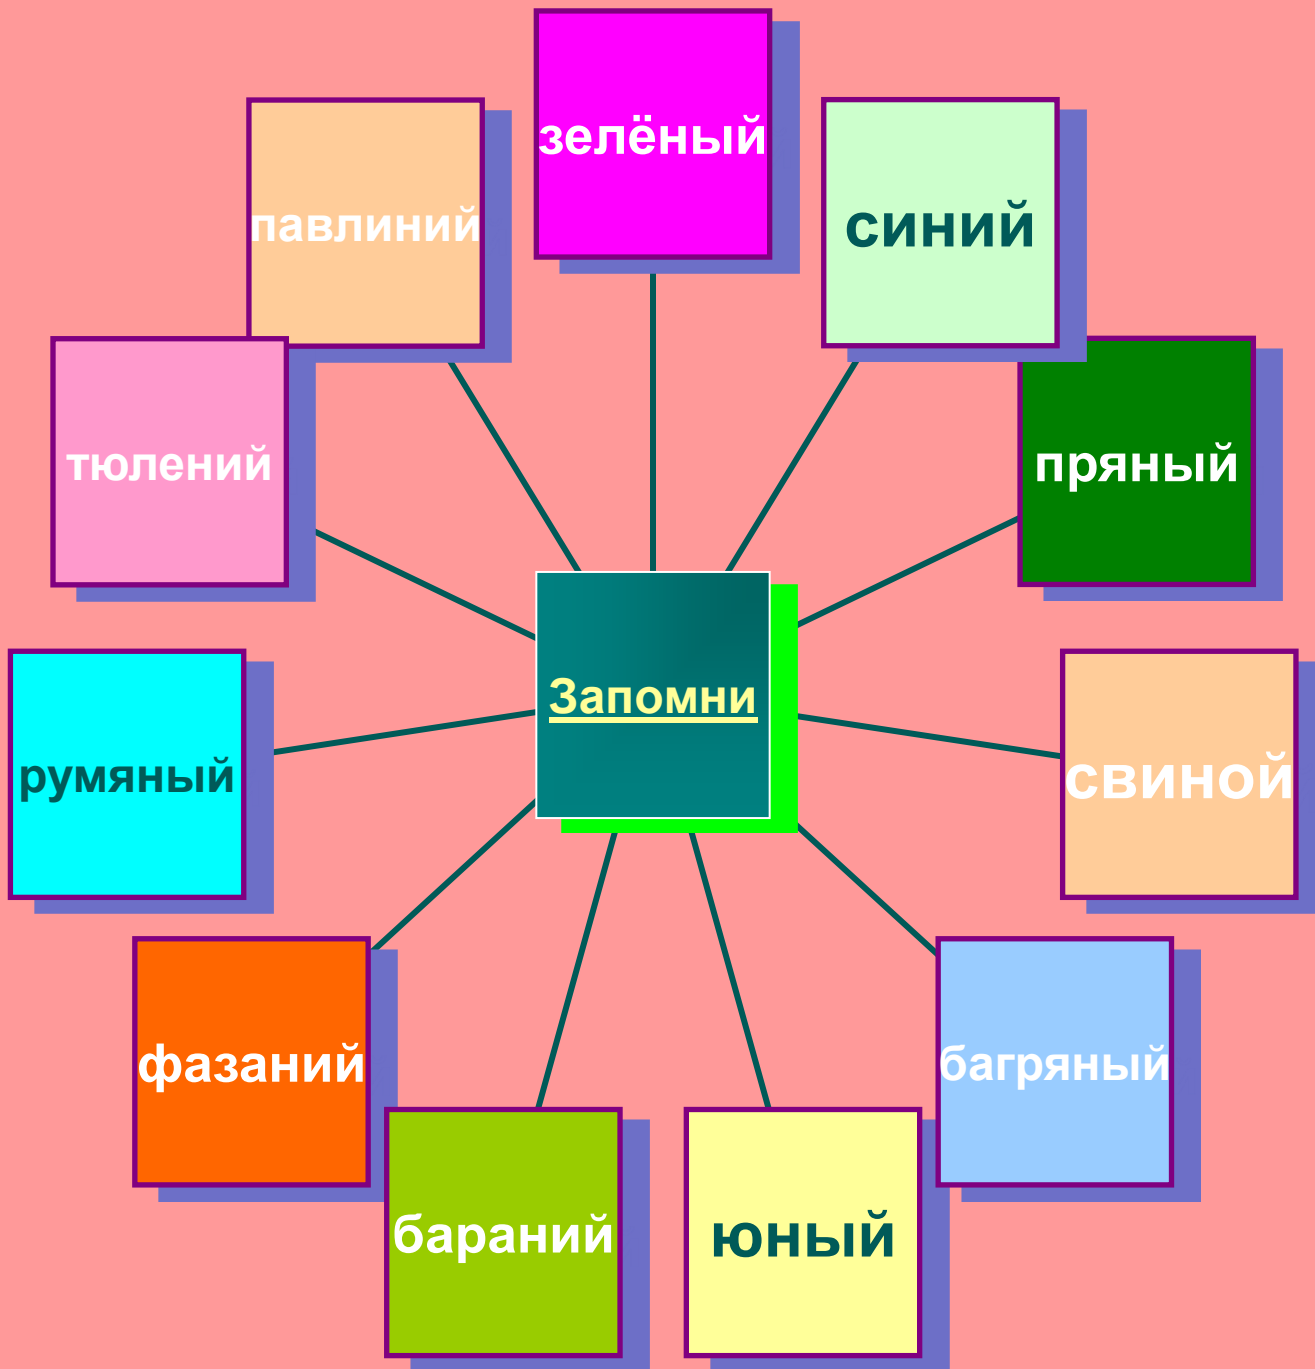 зелёный
синий
павлиний
пряный
тюлений
Запомни
свиной
румяный
багряный
фазаний
юный
бараний